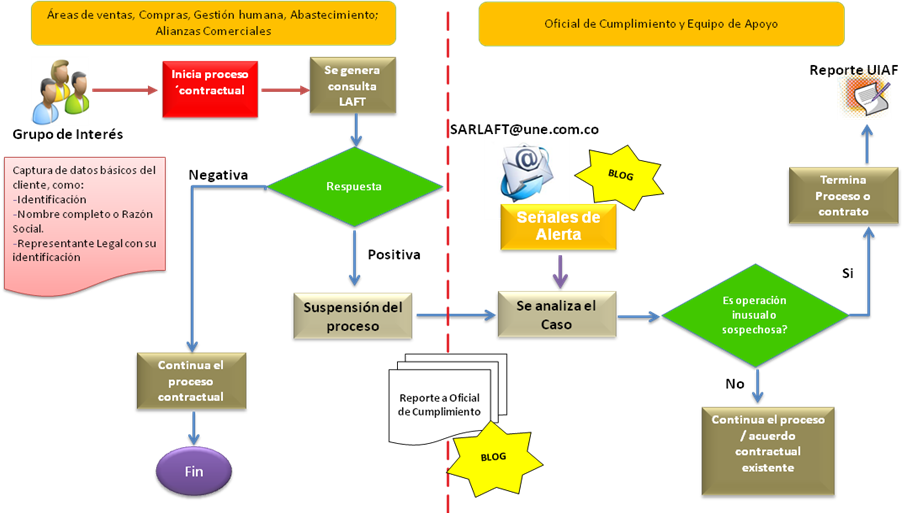 Áreas de ventas, Compras, Gestión humana, Abastecimiento;
Alianzas Comerciales
Oficial de Cumplimiento y Equipo de Apoyo
Grupo de Interés
Inicia proceso
´contractual
Se genera
consulta
LAFT
Reporte UIAF
SARLAFT@une.com.co
Captura de datos básicos del
cliente, como:
-Identificación
-Nombre completo o Razón
Social.
-Representante Legal con su
identificación
Negativa
Respuesta
BLOG
Señales de
Alerta
Termina
Proceso o
contrato
Positiva
Si
Suspensión del
proceso
Se analiza el
Caso
Es operación
inusual o
sospechosa?
Continua el
proceso
contractual
Reporte a Oficial
de Cumplimiento
No
BLOG
Continua el proceso
/ acuerdo
contractual
existente
Fin